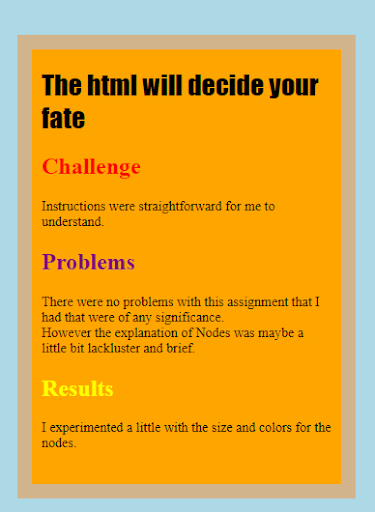 The html will decide your
fate
Challenge
Instructions were straightforward for me to
understand.
Problems
There were no problems with this assignment that I
had that were of any significance.
However the explanation of Nodes was maybe a
little bit lackluster and brief.
Results
I experimented a little with the size and colors for the
nodes.